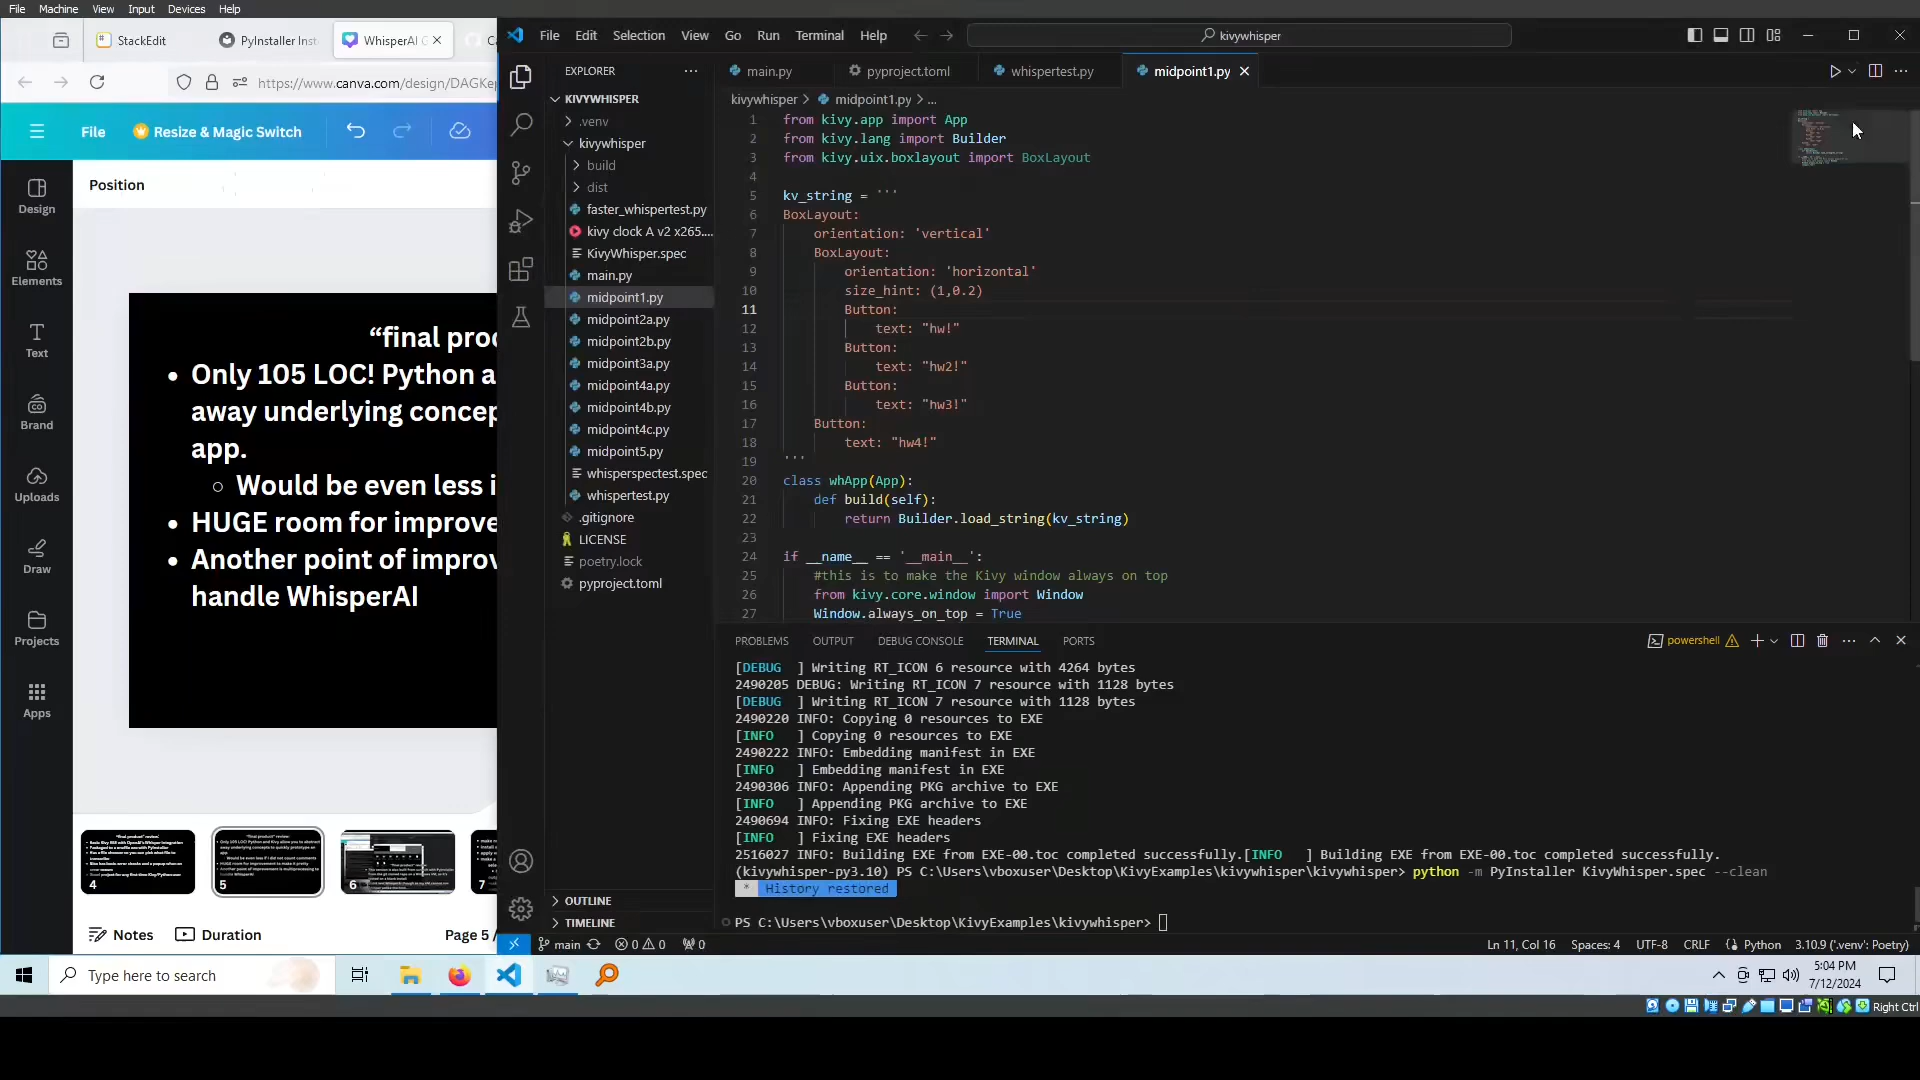 File Machine View Input Devices Help
StackEdit
PyInstaller Inst
WhisperAI G
https://www.canva.com/design/DAGKep
File
Resize & Magic Switch
Position
Design
Elements
Text
Brand
Uploads
Draw
Projects
Apps
Only 105 LOC! Python a
away underlying concep
app.
Would be even less i
HUGE room for improve
Another point of improv
handle WhisperAI
4
5
6
7
Notes
Duration
Page 5 /
File Edit Selection View Go Run Terminal Help
kivywhisper
EXPLORER
KIVYWHISPER
.venv
kivywhisper
build
dist
faster_whispertest.py
kivy clock A v2 x265....
KivyWhisper.spec
main.py
midpoint1.py
midpoint2a.py
midpoint2b.py
midpoint3a.py
midpoint4a.py
midpoint4b.py
midpoint4c.py
midpoint5.py
whisperspectest.spec
whispertest.py
.gitignore
LICENSE
poetry.lock
pyproject.toml
OUTLINE
TIMELINE
main.py
pyproject.toml
whispertest.py
midpoint1.py
kivywhisper > midpoint1.py > ...
1 from kivy.app import App
2 from kivy.lang import Builder
3 from kivy.uix.boxlayout import BoxLayout
4
5 kv_string = '''
6 BoxLayout:
7 orientation: 'vertical'
8 BoxLayout:
9 orientation: 'horizontal'
10 size_hint: (1,0.2)
11 Button:
12 text: "hw!"
13 Button:
14 text: "hw2!"
15 Button:
16 text: "hw3!"
17 Button:
18 text: "hw4!"
19 '''
20 class whApp(App):
21 def build(self):
22 return Builder.load_string(kv_string)
23
24 if __name__ == '__main__':
25 #this is to make the Kivy window always on top
26 from kivy.core.window import Window
27 Window.always_on_top = True
PROBLEMS OUTPUT DEBUG CONSOLE TERMINAL PORTS
powershell
[DEBUG ] Writing RT_ICON 6 resource with 4264 bytes
2490205 DEBUG: Writing RT_ICON 7 resource with 1128 bytes
[DEBUG ] Writing RT_ICON 7 resource with 1128 bytes
2490220 INFO: Copying 0 resources to EXE
[INFO ] Copying 0 resources to EXE
2490222 INFO: Embedding manifest in EXE
[INFO ] Embedding manifest in EXE
2490306 INFO: Appending PKG archive to EXE
[INFO ] Appending PKG archive to EXE
2490694 INFO: Fixing EXE headers
[INFO ] Fixing EXE headers
2516027 INFO: Building EXE from EXE-00.toc completed successfully.[INFO ] Building EXE from EXE-00.toc completed successfully.
(kivywhisper-py3.10) PS C:\Users\vboxuser\Desktop\KivyExamples\kivywhisper\kivywhisper> python -m PyInstaller KivyWhisper.spec --clean
* History restored
PS C:\Users\vboxuser\Desktop\KivyExamples\kivywhisper>
main 0 0 0
Ln 11, Col 16 Spaces: 4 UTF-8 CRLF Python 3.10.9 ('.venv': Poetry)
Type here to search
5:04 PM
7/12/2024
Right Ctrl